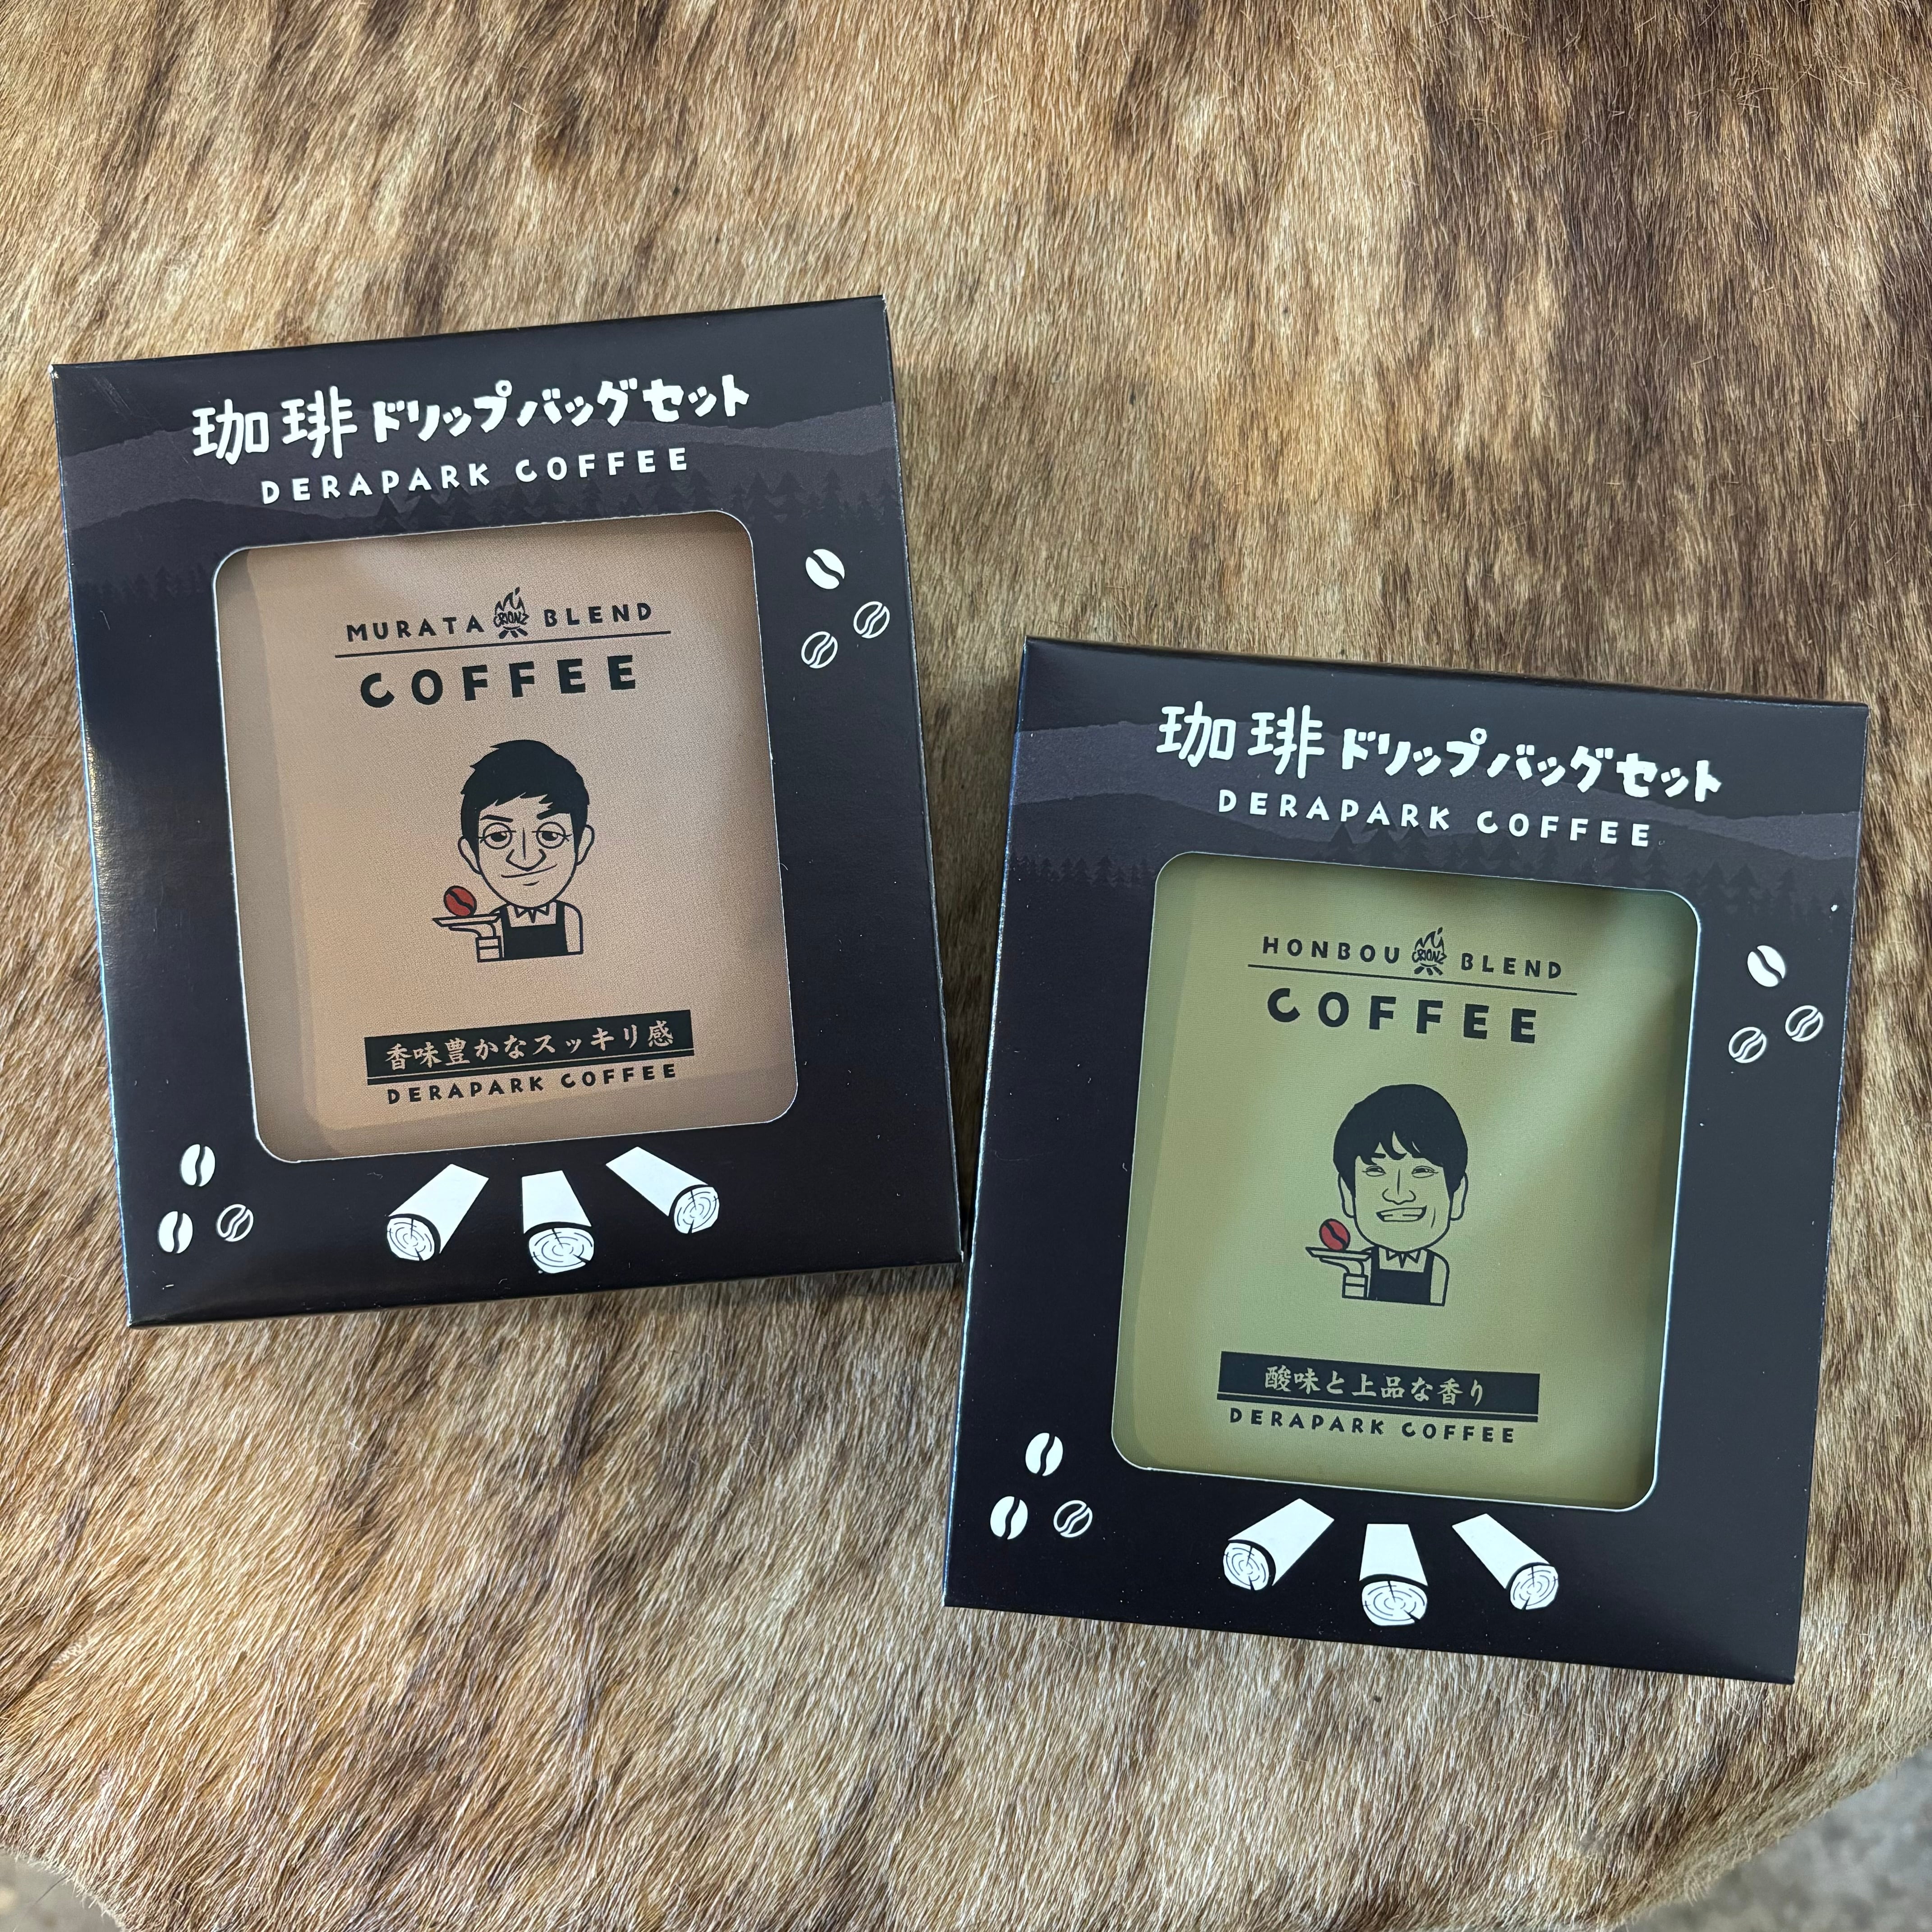 珈琲ドリップバッグセット
DERAPARK COFFEE
MURATA BLEND
COFFEE
香味豊かなスッキリ感
DERAPARK COFFEE
珈琲ドリップバッグセット
DERAPARK COFFEE
HONBOU BLEND
COFFEE
酸味と上品な香り
DERAPARK COFFEE